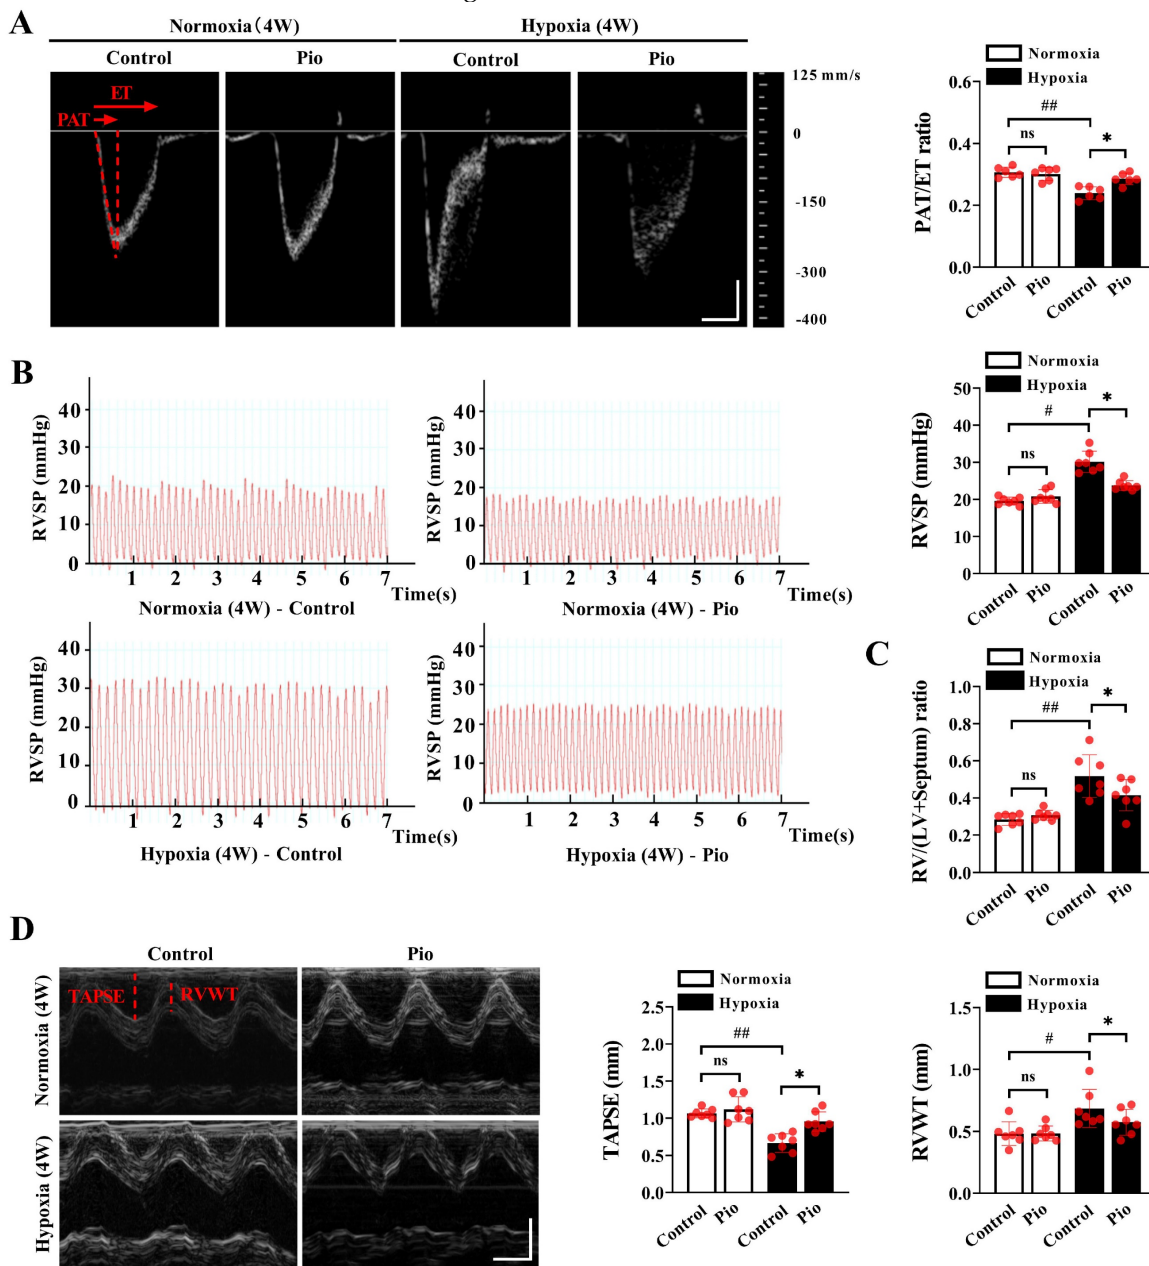 A
Normoxia（4W)
Hypoxia (4W)
Control
Pio
Control
Pio
ET
PAT
125 mm/s
0
-150
-300
-400
Normoxia
Hypoxia
PAT/ET ratio
0.6
0.4
0.2
0.0
##
ns
*
Control
Pio
Control
Pio
B
RVSP (mmHg)
40
30
20
10
0
1 2 3 4 5 6 7
Time(s)
Normoxia (4W) - Control
RVSP (mmHg)
40
30
20
10
0
1 2 3 4 5 6 7
Time(s)
Normoxia (4W) - Pio
RVSP (mmHg)
40
30
20
10
0
1 2 3 4 5 6 7
Time(s)
Hypoxia (4W) - Control
RVSP (mmHg)
40
30
20
10
0
1 2 3 4 5 6 7
Time(s)
Hypoxia (4W) - Pio
Normoxia
Hypoxia
RVSP (mmHg)
50
40
30
20
10
0
#
ns
*
Control
Pio
Control
Pio
C
Normoxia
Hypoxia
RV/(LV+Septum) ratio
1.0
0.8
0.6
0.4
0.2
0.0
##
ns
*
Control
Pio
Control
Pio
D
Control
Pio
Normoxia (4W)
Hypoxia (4W)
TAPSE
RVWT
Normoxia
Hypoxia
TAPSE (mm)
2.5
2.0
1.5
1.0
0.5
0.0
##
ns
*
Control
Pio
Control
Pio
Normoxia
Hypoxia
RVWT (mm)
1.5
1.0
0.5
0.0
#
ns
*
Control
Pio
Control
Pio